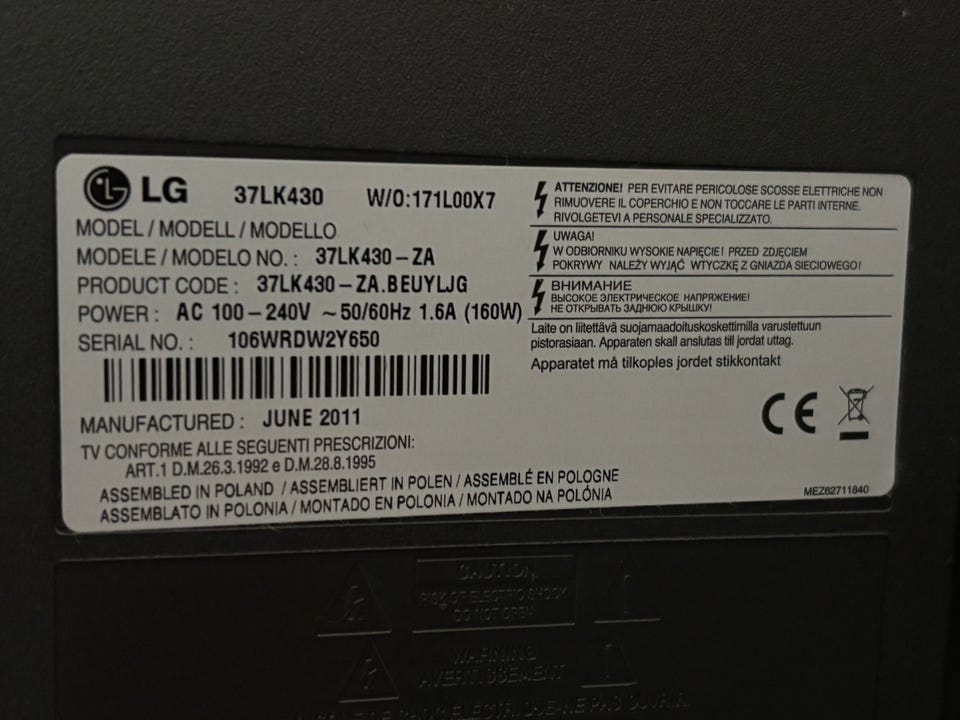 LG 37LK430 W/O:171L00X7
MODEL / MODELL / MODELLO
MODELE / MODELO NO. : 37LK430-ZA
PRODUCT CODE : 37LK430-ZA.BEUYLJG
POWER : AC 100-240V ~50/60Hz 1.6A (160W)
SERIAL NO. : 106WRDW2Y650
MANUFACTURED : JUNE 2011
TV CONFORME ALLE SEGUENTI PRESCRIZIONI:
ART.1 D.M.26.3.1992 e D.M.28.8.1995
ASSEMBLED IN POLAND / ASSEMBLIERT IN POLEN / ASSEMBLÉ EN POLOGNE
ASSEMBLATO IN POLONIA / MONTADO EN POLONIA / MONTADO NA POLÓNIA
ATTENZIONE! PER EVITARE PERICOLOSE SCOSSE ELETTRICHE NON
RIMUOVERE IL COPERCHIO E NON TOCCARE LE PARTI INTERNE.
RIVOLGETEVI A PERSONALE SPECIALIZZATO.
UWAGA!
W ODBIORNIKU WYSOKIE NAPIĘCIE! PRZED ZDJĘCIEM
POKRYWY NALEŻY WYJĄĆ WTYCZKĘ Z GNIAZDA SIECIOWEGO!
ВНИМАНИЕ
ВЫСОКОЕ ЭЛЕКТРИЧЕСКОЕ НАПРЯЖЕНИЕ!
НЕ ОТКРЫВАТЬ ЗАДНЮЮ КРЫШКУ!
Laite on liitettävä suojamaadoituskoskettimilla varustettuun
pistorasiaan. Apparaten skall anslutas till jordat uttag.
Apparatet må tilkoples jordet stikkontakt
CE
MEZ62711840
CAUTION
RISK OF ELECTRIC SHOCK
DO NOT OPEN
WARNING
AVERTISSEMENT
ELECTRIQUE-NE PAS OUVRIR.